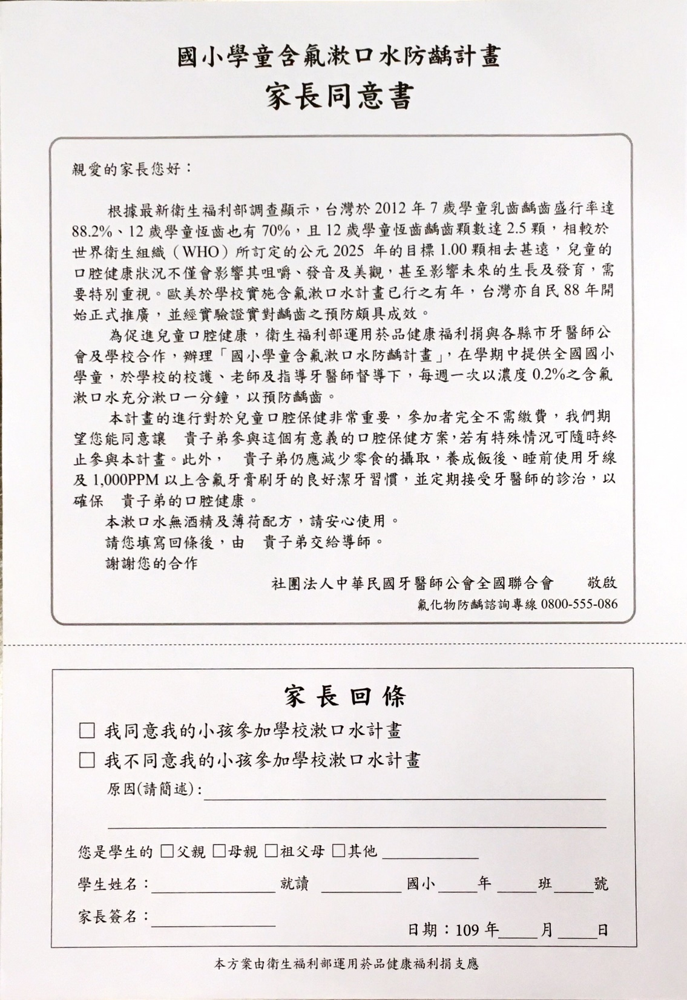 國小學童含氟漱口水防齲計畫
家長同意書
親愛的家長您好：
根據最新衛生福利部調查顯示，台灣於 2012 年 7 歲學童乳齒齲齒盛行率達
88.2%、12 歲學童恆齒也有 70%，且 12 歲學童恆齒齲齒顆數達 2.5 顆，相較於
世界衛生組織（WHO）所訂定的公元 2025 年的目標 1.00 顆相去甚遠，兒童的
口腔健康狀況不僅會影響其咀嚼、發音及美觀，甚至影響未來的生長及發育，需
要特別重視。歐美於學校實施含氟漱口水計畫已行之有年，台灣亦自民 88 年開
始正式推廣，並經實驗證實對齲齒之預防頗具成效。
為促進兒童口腔健康，衛生福利部運用菸品健康福利捐與各縣市牙醫師公
會及學校合作，辦理「國小學童含氟漱口水防齲計畫」，在學期中提供全國國小
學童，於學校的校護、老師及指導牙醫師督導下，每週一次以濃度 0.2%之含氟
漱口水充分漱口一分鐘，以預防齲齒。
本計畫的進行對於兒童口腔保健非常重要，參加者完全不需繳費，我們期
望您能同意讓　貴子弟參與這個有意義的口腔保健方案，若有特殊情況可隨時終
止參與本計畫。此外，　貴子弟仍應減少零食的攝取，養成飯後、睡前使用牙線
及 1,000PPM 以上含氟牙膏刷牙的良好潔牙習慣，並定期接受牙醫師的診治，以
確保　貴子弟的口腔健康。
本漱口水無酒精及薄荷配方，請安心使用。
請您填寫回條後，由　貴子弟交給導師。
謝謝您的合作
社團法人中華民國牙醫師公會全國聯合會　敬啟
氟化物防齲諮詢專線 0800-555-086
家長回條
□ 我同意我的小孩參加學校漱口水計畫
□ 我不同意我的小孩參加學校漱口水計畫
原因(請簡述)：
您是學生的 □父親 □母親 □祖父母 □其他
學生姓名：　就讀　國小　年　班　號
家長簽名：
日期：109 年　月　日
本方案由衛生福利部運用菸品健康福利捐支應